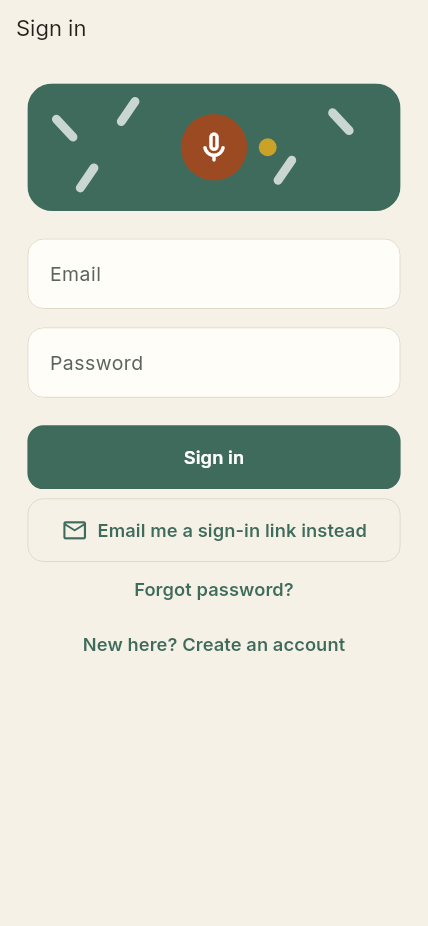 Sign in
Email
Password
Sign in
Email me a sign-in link instead
Forgot password?
New here? Create an account